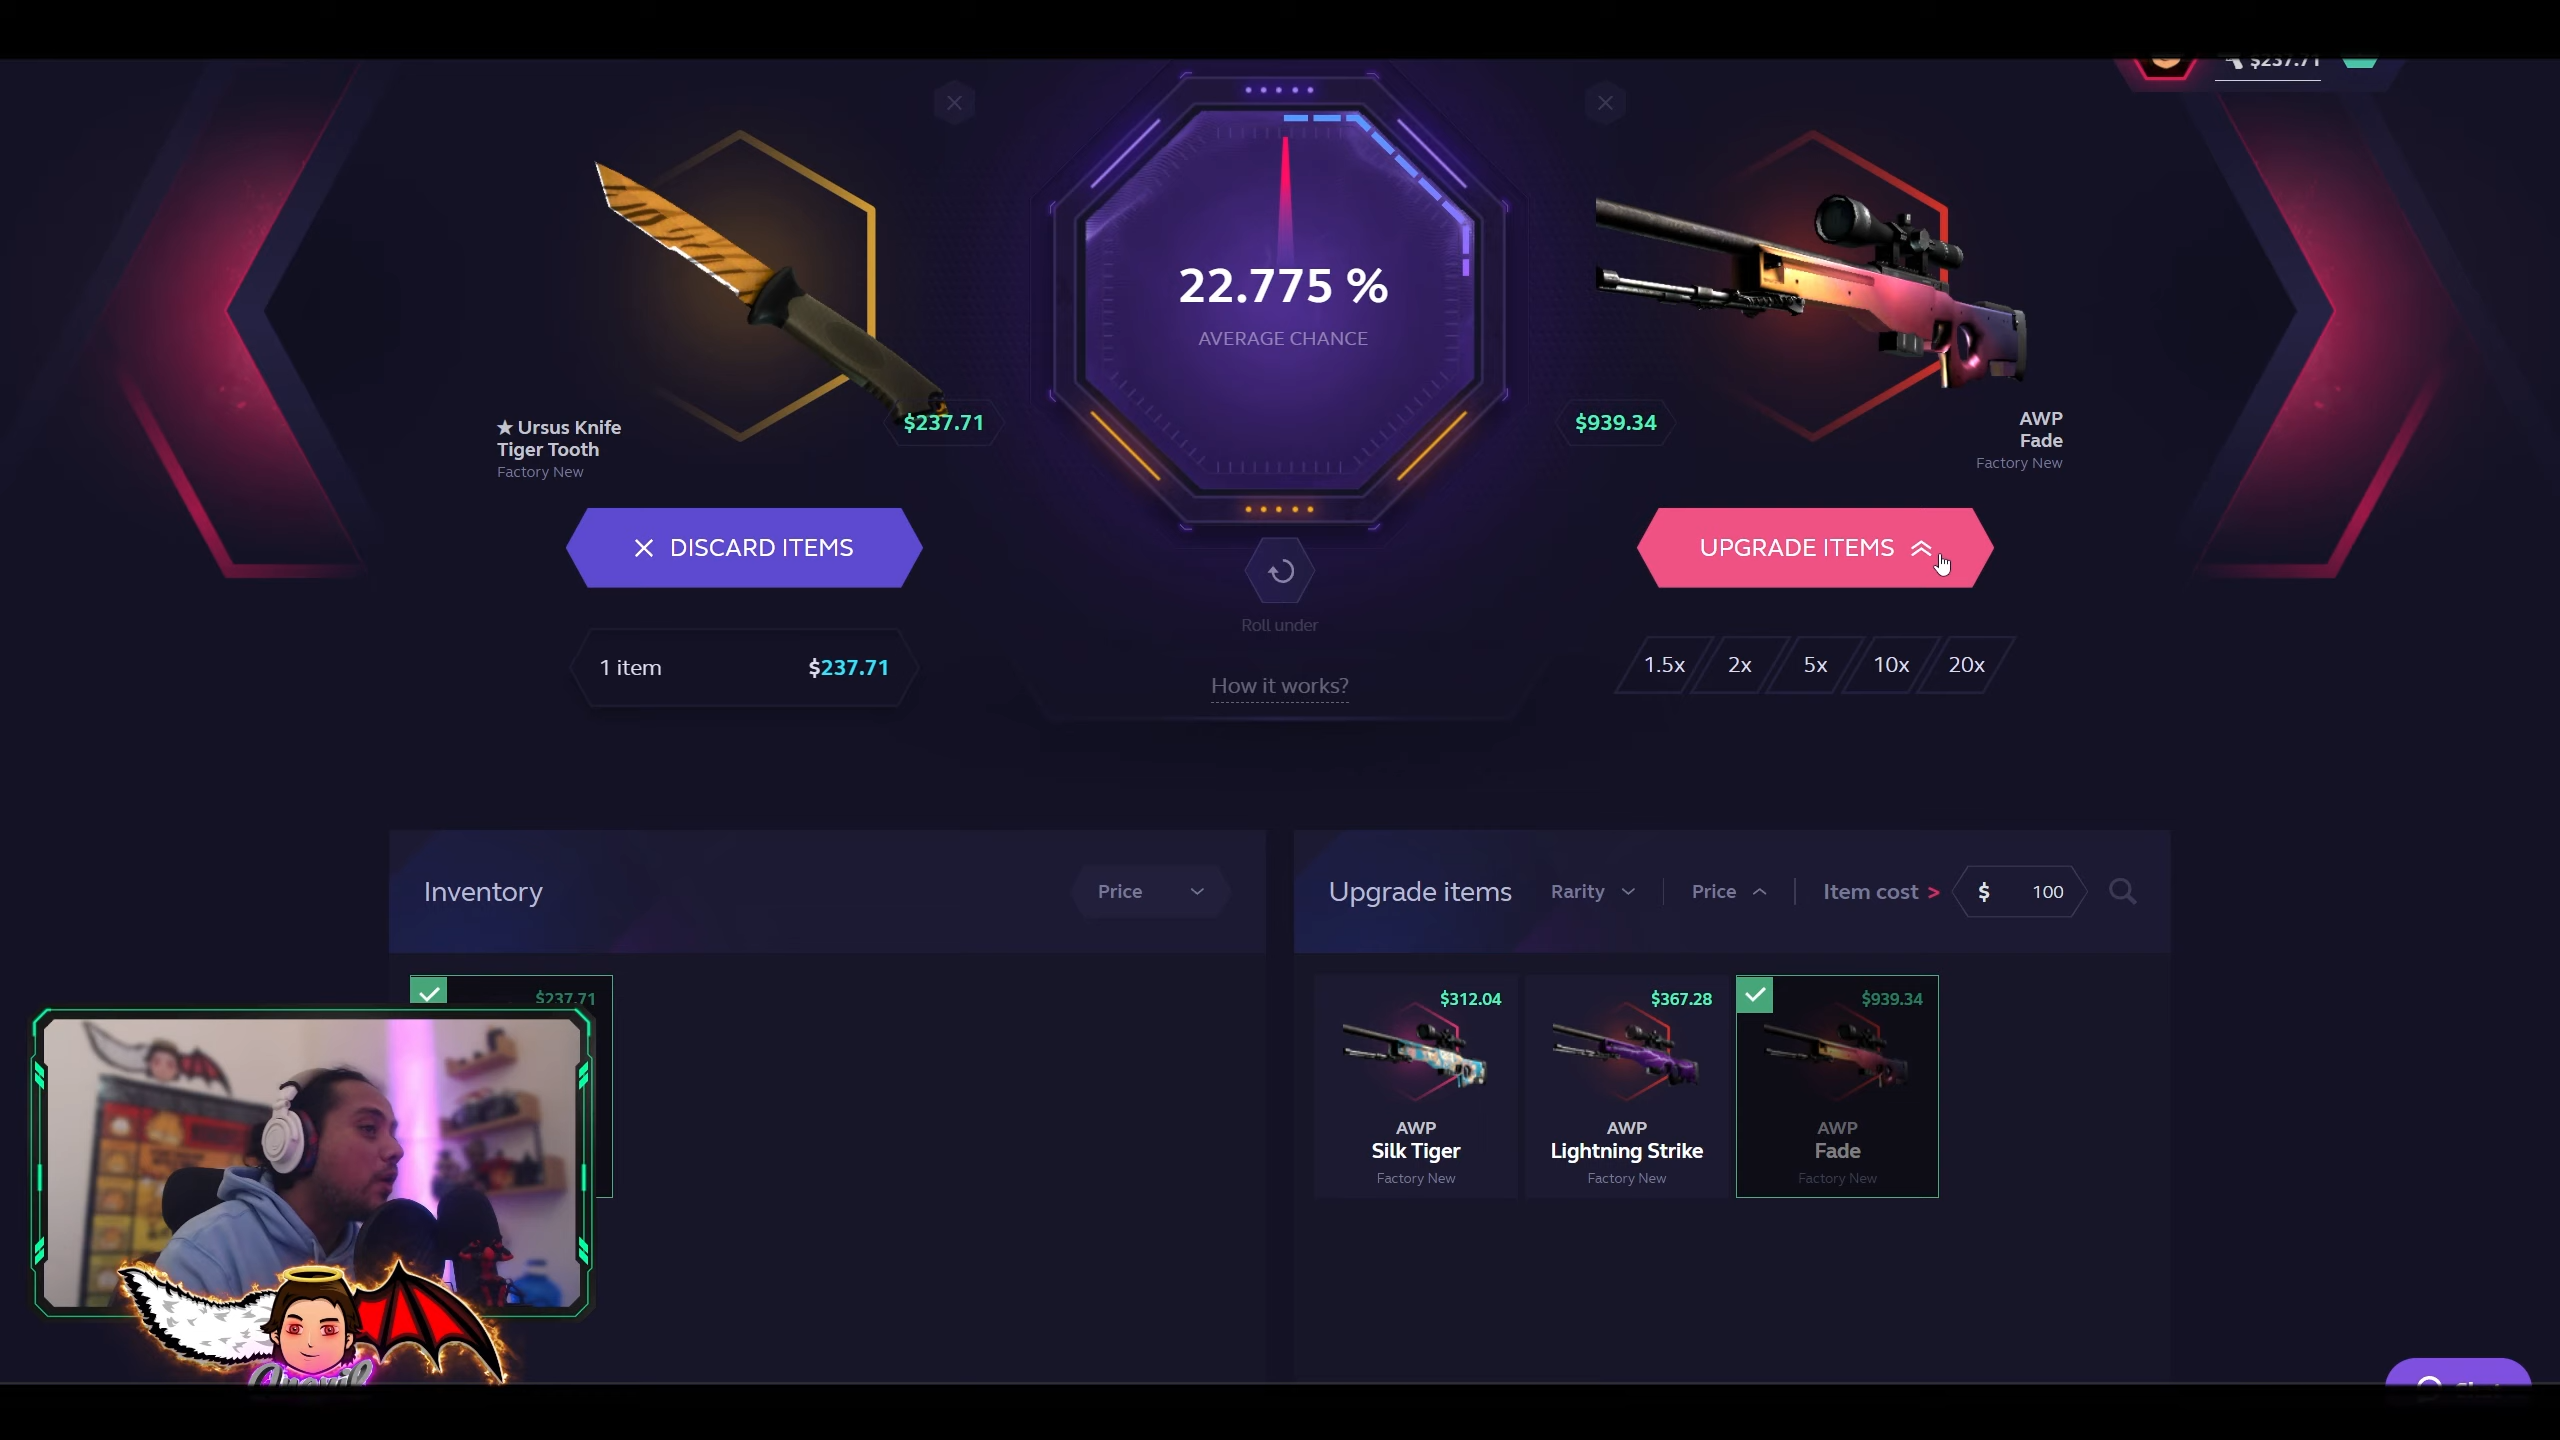 $237.71
22.775 %
AVERAGE CHANCE
$237.71
★ Ursus Knife
Tiger Tooth
Factory New
$939.34
AWP
Fade
Factory New
DISCARD ITEMS
UPGRADE ITEMS
Roll under
1 item $237.71
How it works?
1.5x 2x 5x 10x 20x
Inventory
Price
Upgrade items
Rarity
Price
Item cost >
$ 100
$237.71
$312.04
AWP
Silk Tiger
Factory New
$367.28
AWP
Lightning Strike
Factory New
$939.34
AWP
Fade
Factory New